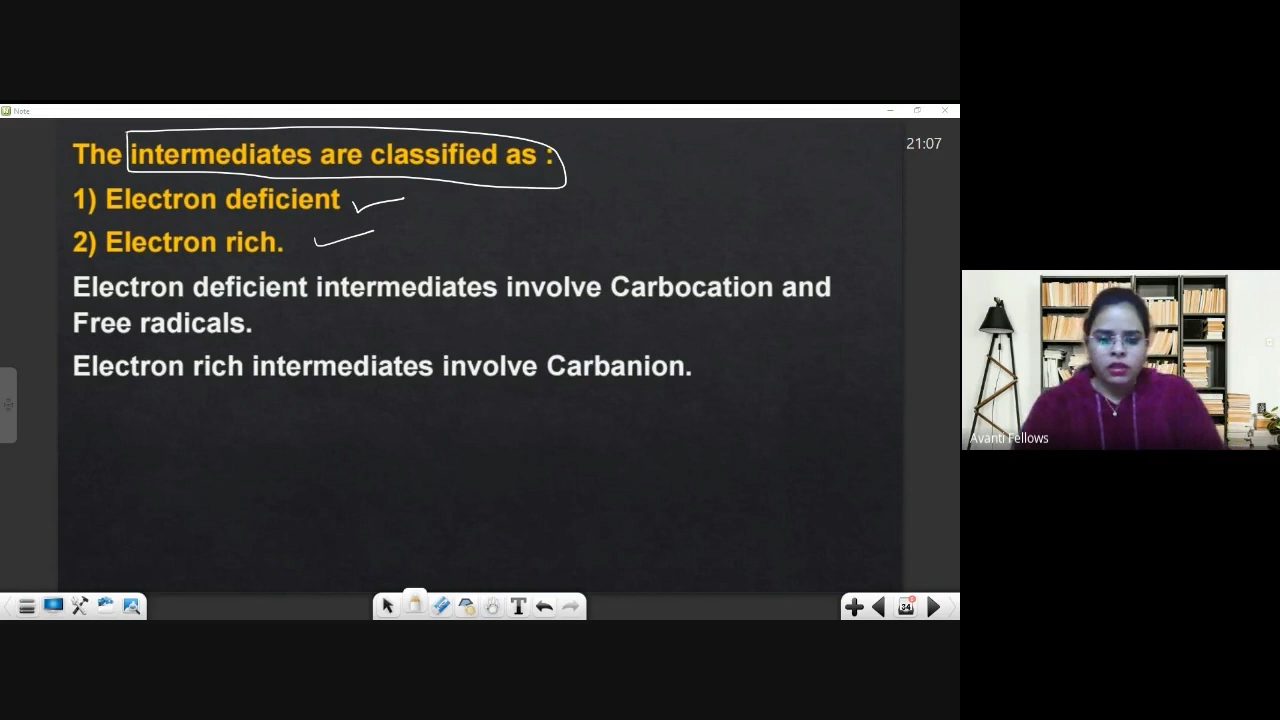 Note
The intermediates are classified as :
21:07
1) Electron deficient
2) Electron rich.
Electron deficient intermediates involve Carbocation and
Free radicals.
Electron rich intermediates involve Carbanion.
Avanti Fellows
T
34